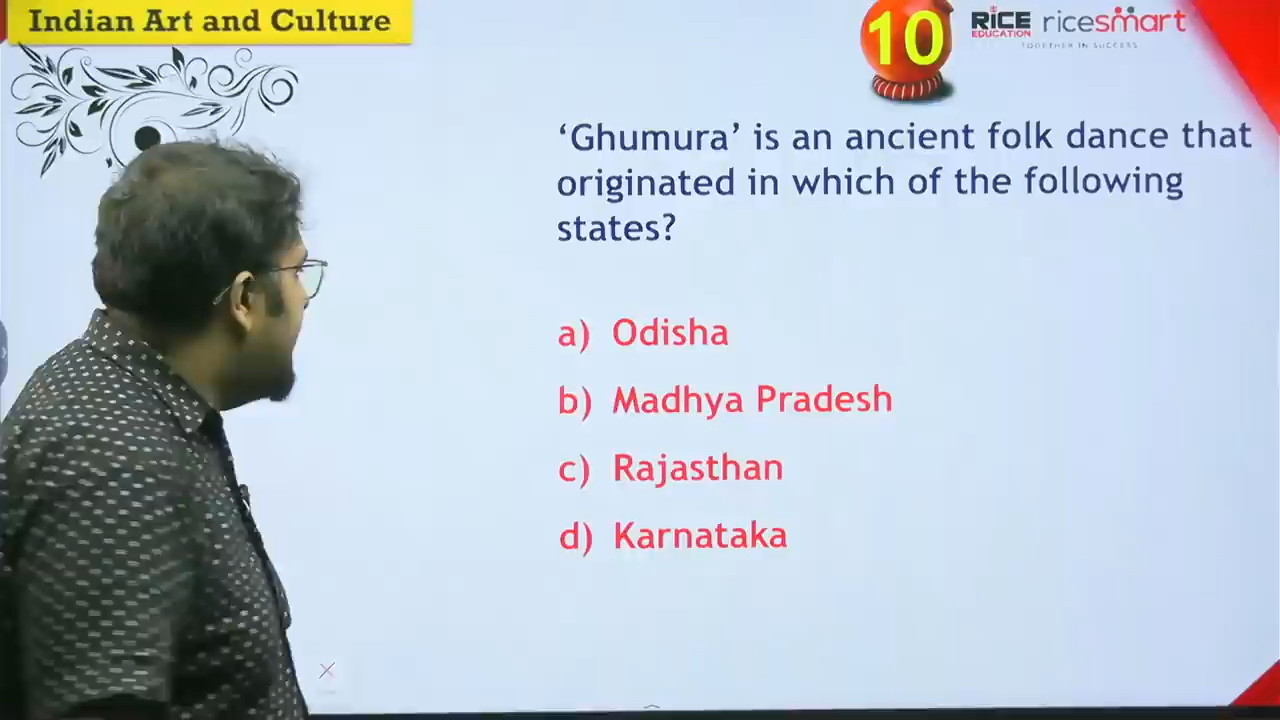 Indian Art and Culture
10
RICE
EDUCATION
ricesmart
TOGETHER IN SUCCESS
‘Ghumura’ is an ancient folk dance that
originated in which of the following
states?
a) Odisha
b) Madhya Pradesh
c) Rajasthan
d) Karnataka